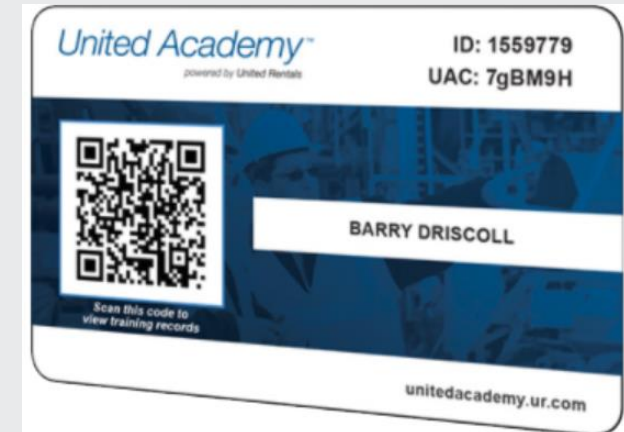 United Academy™
powered by United Rentals
ID: 1559779
UAC: 7gBM9H
BARRY DRISCOLL
Scan this code to
view training records
unitedacademy.ur.com